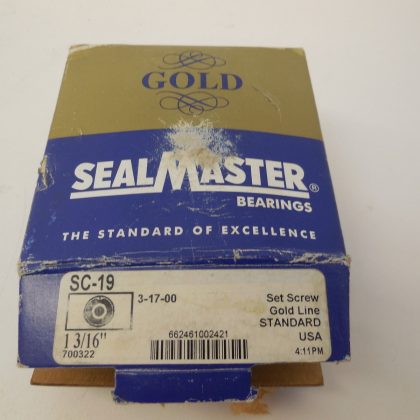 GOLD
SEALMASTER®
BEARINGS
THE STANDARD OF EXCELLENCE
SC-19
3-17-00
Set Screw
Gold Line
STANDARD
USA
4:11PM
1 3/16"
700322
662461002421